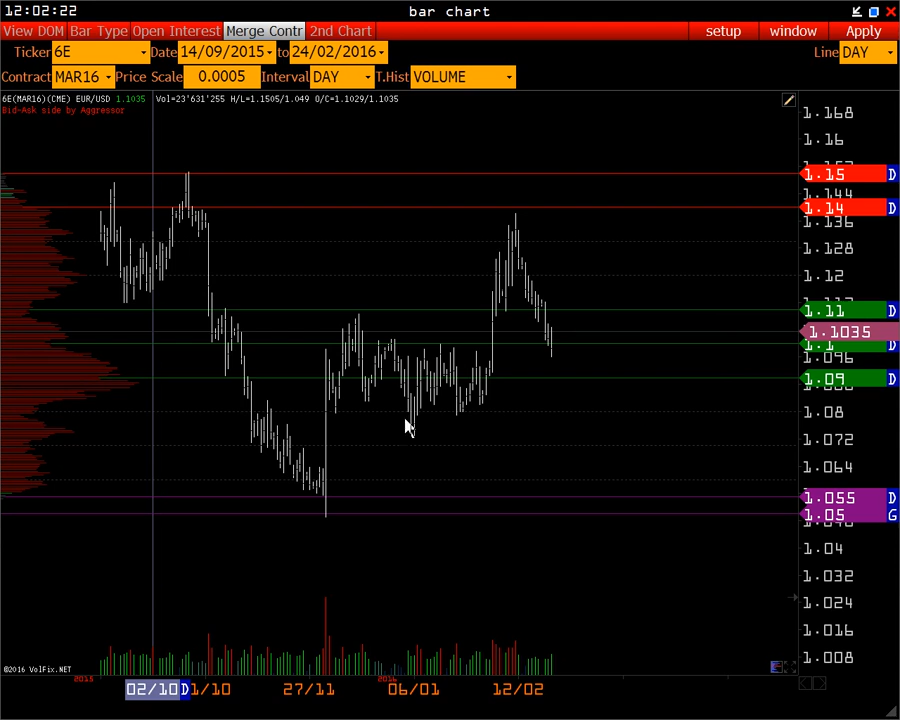 12:02:22 bar chart
View DOM Bar Type Open Interest Merge Contr 2nd Chart setup window Apply
Ticker 6E Date 14/09/2015 to 24/02/2016 Line DAY
Contract MAR16 Price Scale 0.0005 Interval DAY T.Hist VOLUME
6E(MAR16)(CME) EUR/USD 1.1035 Vol=23'631'255 H/L=1.1505/1.049 O/C=1.1029/1.1035
Bid-Ask side by Aggressor
1.168
1.16
1.15 D
1.144
1.14 D
1.136
1.128
1.12
1.11 D
1.1035
1.1 D
1.096
1.09 D
1.08
1.072
1.064
1.055 D
1.05 G
1.04
1.032
1.024
1.016
1.008
©2016 VolFix.NET
2015 2016
02/10 D 1/10 27/11 06/01 12/02